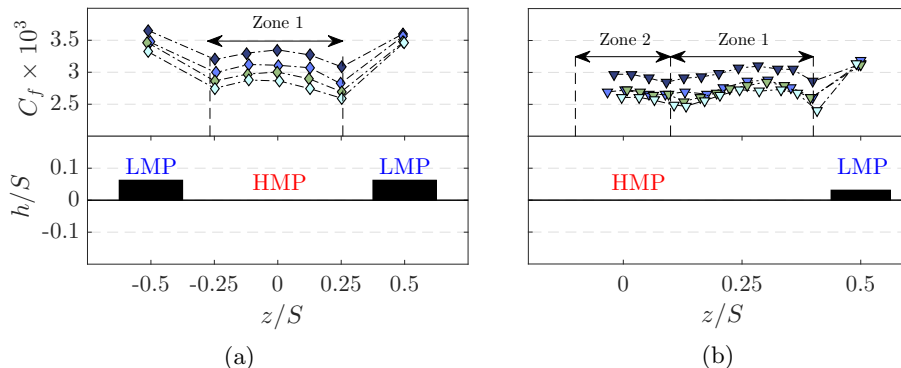 Zone 1
C_f × 10^3
3.5
3
2.5
LMP
HMP
LMP
h/S
0.1
0
-0.1
-0.5
-0.25
0
0.25
0.5
z/S
(a)
Zone 2
Zone 1
HMP
LMP
0
0.25
0.5
z/S
(b)